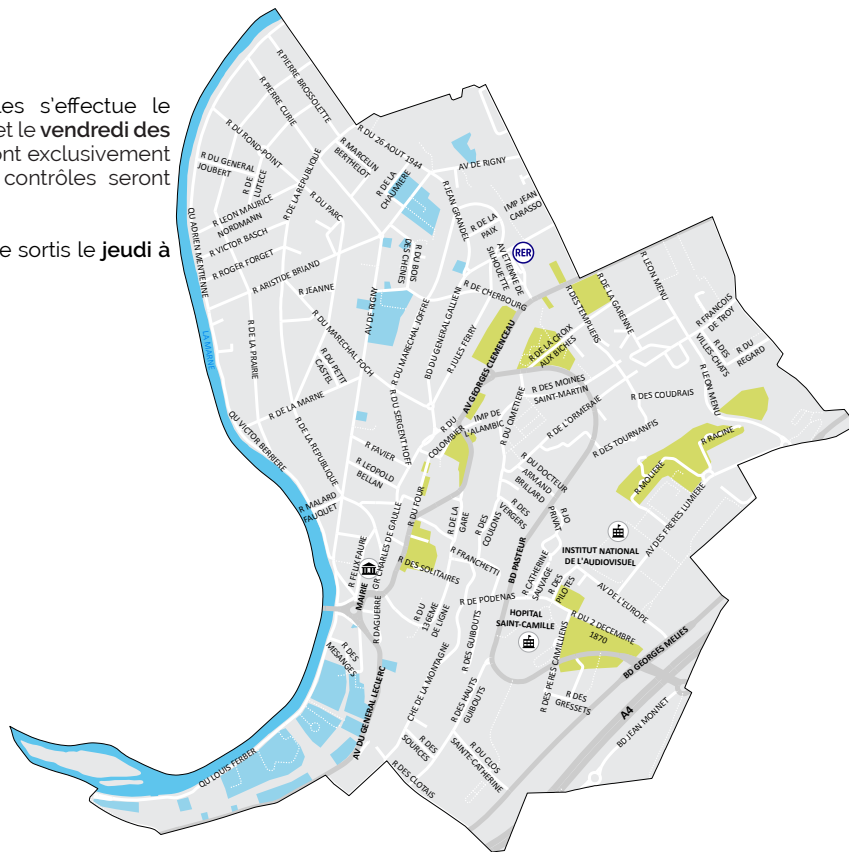 les s'effectue le
et le vendredi des
ont exclusivement
contrôles seront
e sortis le jeudi à
R PIERRE BROSSOLETTE
R PIERRE CURIE
R DU ROND-POINT
R DU 26 AOUT 1944
R MARCELIN
BERTHELOT
R DU GENERAL
JOUBERT
R DE
LUTECE
R DE LA REPUBLIQUE
R DE LA
CHAUMIERE
AV DE RIGNY
R JEAN GRANDEL
IMP JEAN
CARASSO
R LEON MAURICE
NORDMANN
R DU PARC
R DE LA
PAIX
QU ADRIEN MENTIENNE
R VICTOR BASCH
R ROGER FORGET
R DU BOIS
DES CHENES
AV ETIENNE DE
SILHOUETTE
RER
R ARISTIDE BRIAND
R JEANNE
R DE CHERBOURG
R DES TEMPLIERS
R DE LA GARENNE
R LEON MENU
LA MARNE
AV DE RIGNY
R DU MARECHAL JOFFRE
BD DU GENERAL GALLIENI
R JULES FERRY
AV GEORGES CLEMENCEAU
R DE LA CROIX
AUX BICHES
R FRANCOIS
DE TROY
R DES
VILLES-CHATS
R DU
REGARD
R DE LA PRAIRIE
R DU MARECHAL FOCH
R DU PETIT
CASTEL
R DES MOINES
SAINT-MARTIN
R LEON MENU
R DES COUDRAIS
R DE LA MARNE
R DU SERGENT HOFF
R DU
COLOMBIER
IMP DE
L'ALAMBIC
R DU CIMETIERE
R DE L'ORMERAIE
QU VICTOR BERRIERE
R DE LA REPUBLIQUE
R FAVIER
R LEOPOLD
BELLAN
R DES TOURNANFIS
R RACINE
R MOLIERE
R DU DOCTEUR
ARMAND
BRILLARD
R MALARD
FAUQUET
R DU FOUR
R DE LA
GARE
R DES
COULONS
R DES
VERGERS
R JO
PRIVAT
AV DES FRERES LUMIERE
R FELIX FAURE
GR CHARLES DE GAULLE
R DES SOLITAIRES
R FRANCHETTI
BD PASTEUR
INSTITUT NATIONAL
DE L'AUDIOVISUEL
MAIRIE
R DAGUERRE
R DU
136EME
DE LIGNE
R DE PODENAS
R CATHERINE
SAUVAGE
R DES
PILOTES
AV DE L'EUROPE
HOPITAL
SAINT-CAMILLE
R DU 2 DECEMBRE
1870
R DES
MESANGES
CHE DE LA MONTAGNE
R DES GUIBOUTS
R DES PERES CAMILLIENS
BD GEORGES MELIES
AV DU GENERAL LECLERC
R DES HAUTS
GUIBOUTS
R DES
GRESSETS
A4
BD JEAN MONNET
QU LOUIS FERBER
R DES
SOURCES
R DU CLOS
SAINTE-CATHERINE
R DES CLOTAIS